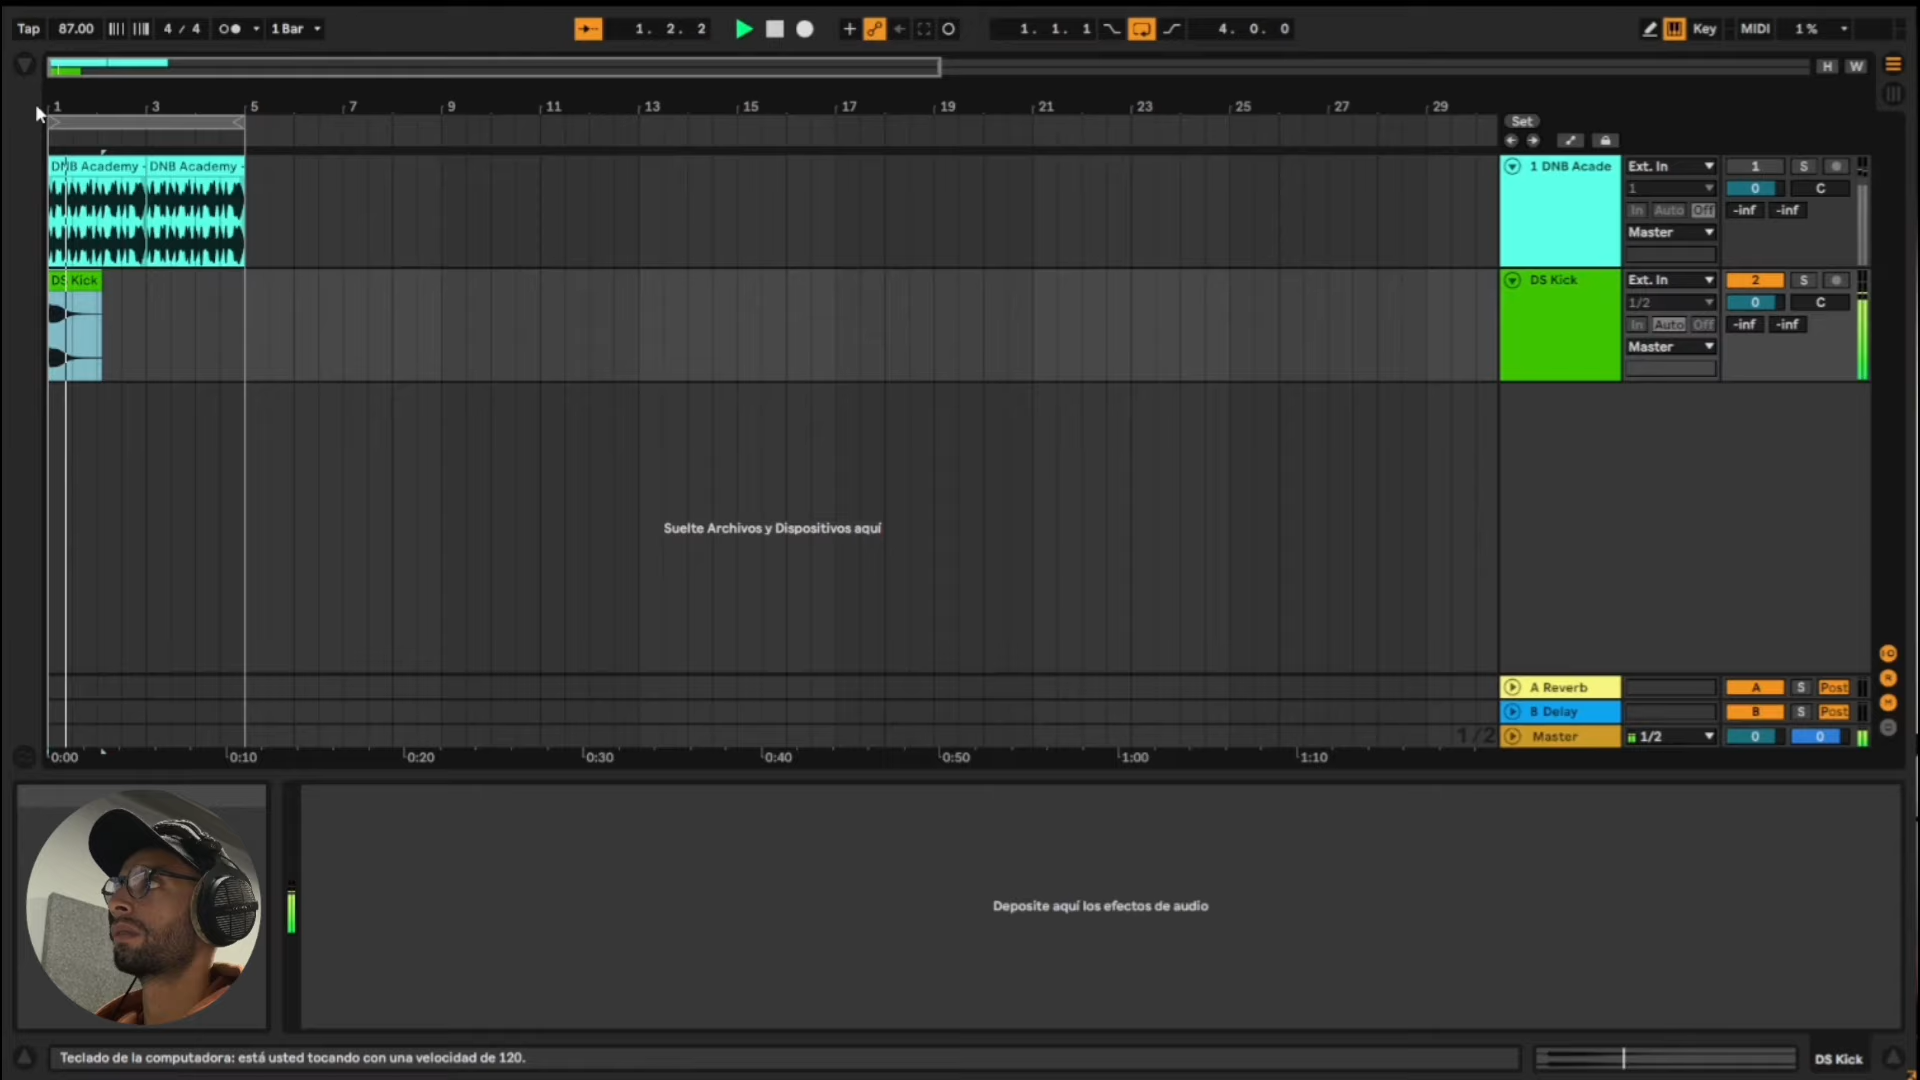 Tap 87.00 4 / 4 1 Bar 1. 2. 2 1. 1. 1 4. 0. 0 Key MIDI 1 %
H W
1 3 5 7 9 11 13 15 17 19 21 23 25 27 29
Set
DNB Academy - DNB Academy - 1 DNB Acade Ext. In 1 S
1 0 C
In Auto Off -inf -inf
Master
DS Kick DS Kick Ext. In 2 S
1/2 0 C
In Auto Off -inf -inf
Master
Suelte Archivos y Dispositivos aquí
A Reverb A S Post
B Delay B S Post
1/2 Master 1/2 0 0
0:00 0:10 0:20 0:30 0:40 0:50 1:00 1:10
Deposite aquí los efectos de audio
Teclado de la computadora: está usted tocando con una velocidad de 120. DS Kick